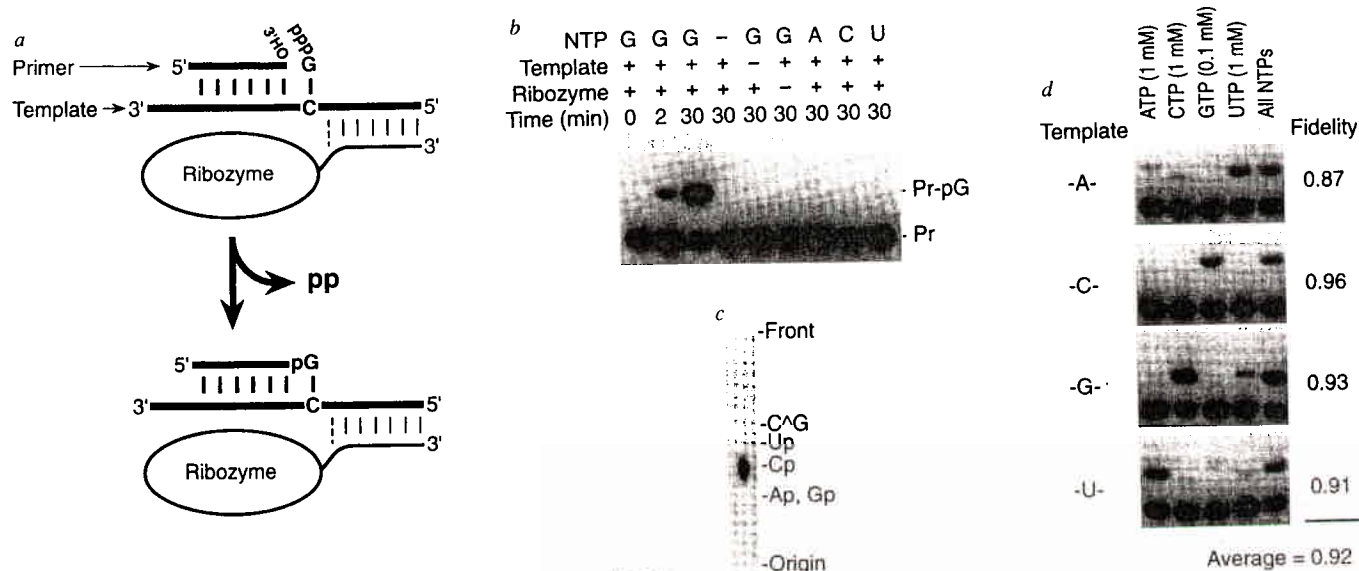 a
Primer
5'
3'OH
pppG
Template
3'
C
5'
3'
Ribozyme
pp
5'
pG
3'
C
5'
3'
Ribozyme
b
NTP G G G – G G A C U
Template + + + + – + + + +
Ribozyme + + + + + – + + +
Time (min) 0 2 30 30 30 30 30 30 30
- Pr-pG
- Pr
c
-Front
-C^G
-Up
-Cp
-Ap, Gp
-Origin
d
ATP (1 mM)
CTP (1 mM)
GTP (0.1 mM)
UTP (1 mM)
All NTPs
Template
Fidelity
-A- 0.87
-C- 0.96
-G- 0.93
-U- 0.91
Average = 0.92